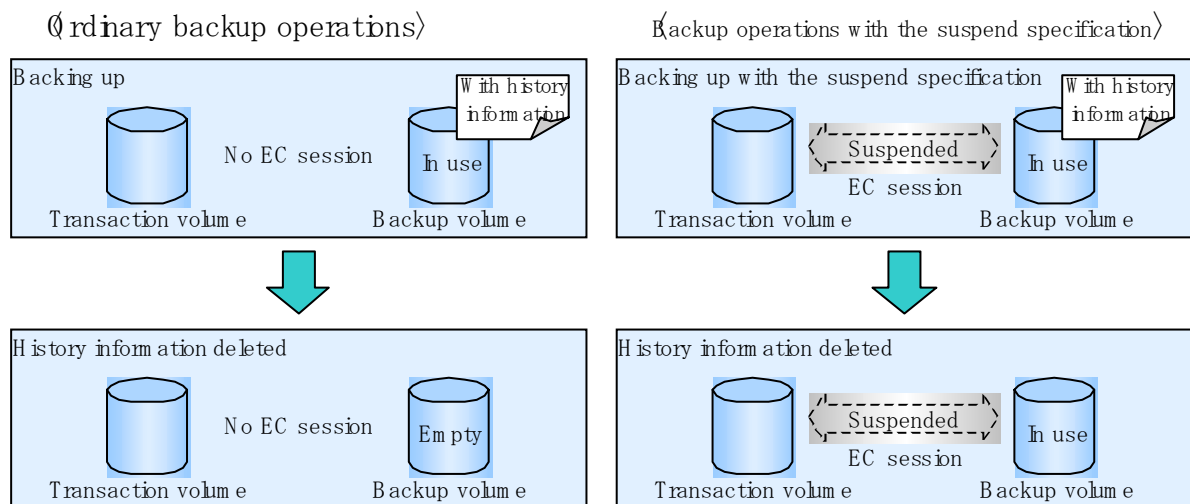 〈Ordinary backup operations〉
〈Backup operations with the suspend specification〉
Backing up
With history
information
No EC session
In use
Transaction volume
Backup volume
Backing up with the suspend specification
With history
information
Suspended
EC session
In use
Transaction volume
Backup volume
History information deleted
No EC session
Empty
Transaction volume
Backup volume
History information deleted
Suspended
EC session
In use
Transaction volume
Backup volume